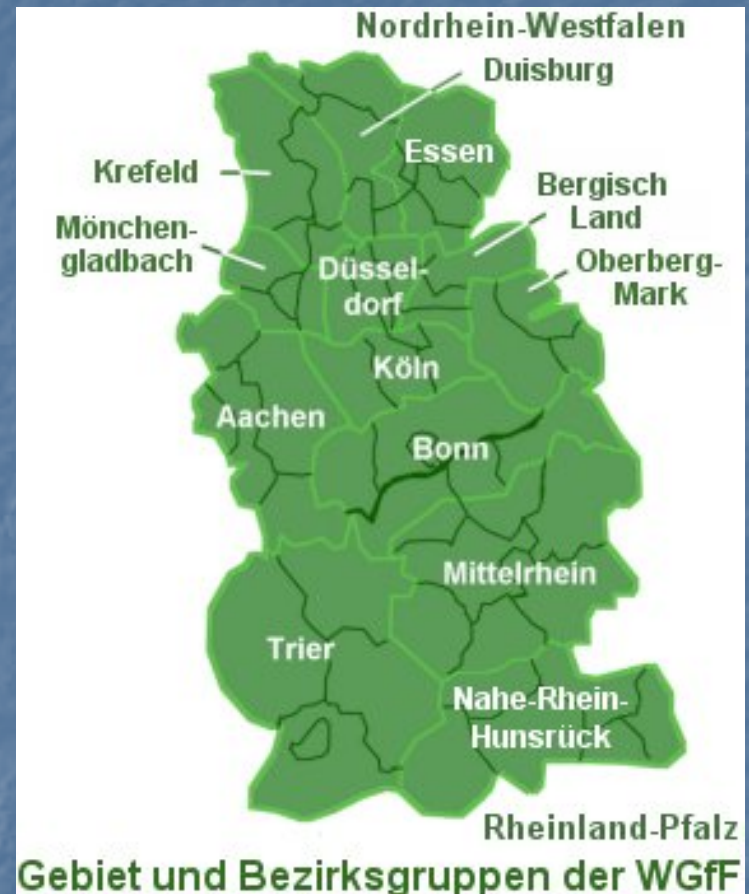 Nordrhein-Westfalen
Duisburg
Essen
Krefeld
Bergisch
Land
Mönchen-
gladbach
Düssel-
dorf
Oberberg-
Mark
Köln
Aachen
Bonn
Mittelrhein
Trier
Nahe-Rhein-
Hunsrück
Rheinland-Pfalz
Gebiet und Bezirksgruppen der WGfF